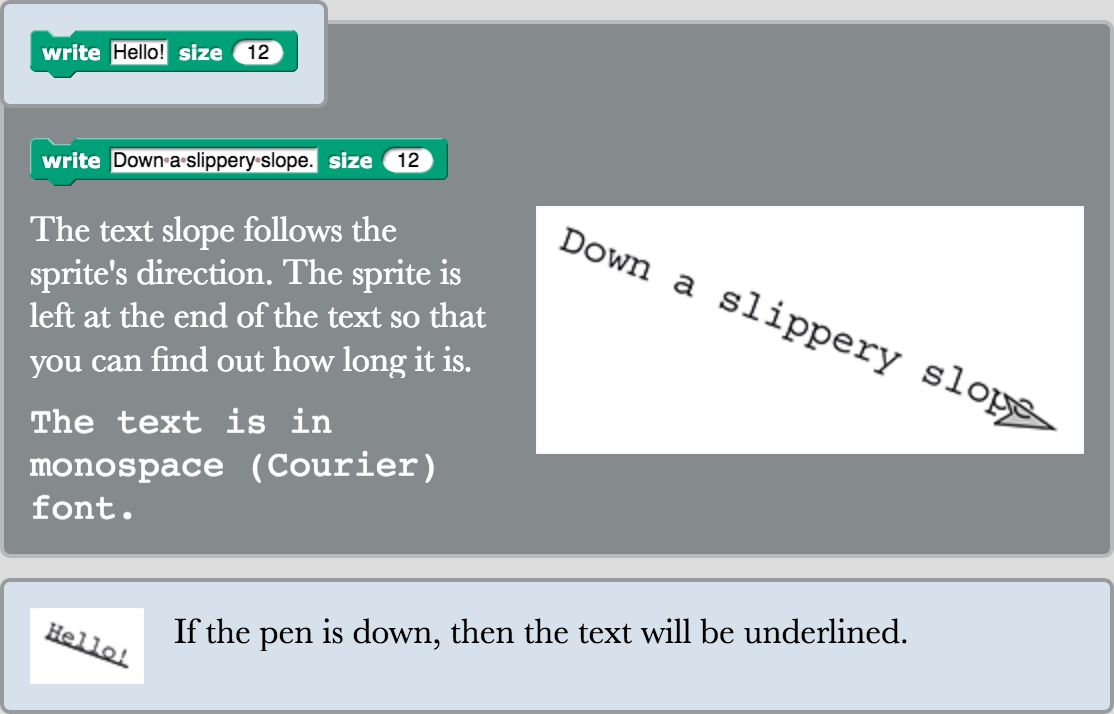 write Hello! size 12
write Down·a·slippery·slope. size 12
The text slope follows the
sprite's direction. The sprite is
left at the end of the text so that
you can find out how long it is.
The text is in
monospace (Courier)
font.
Down a slippery slope
Hello!
If the pen is down, then the text will be underlined.